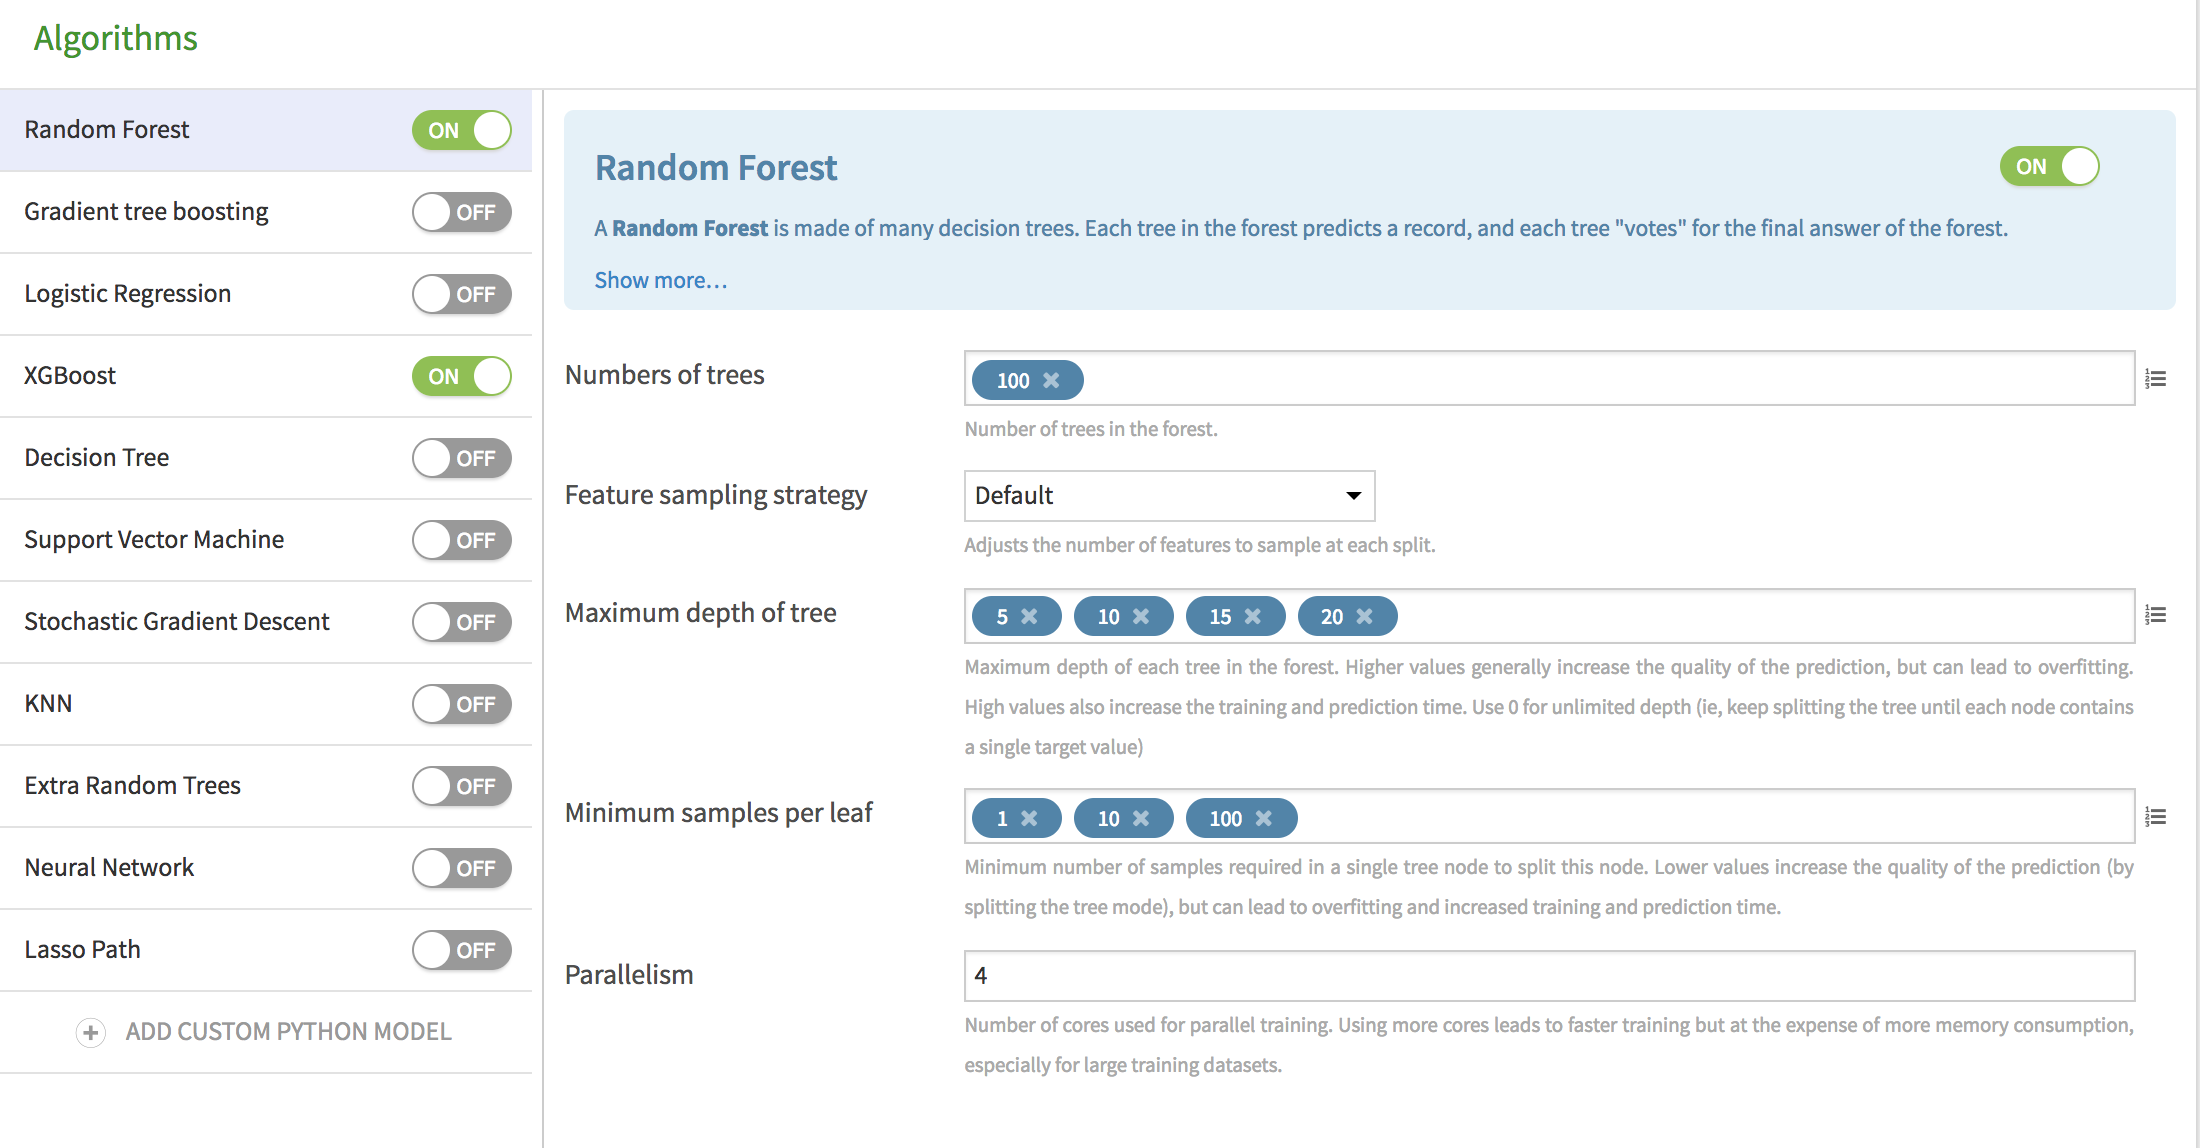 Algorithms
Random Forest ON
Gradient tree boosting OFF
Logistic Regression OFF
XGBoost ON
Decision Tree OFF
Support Vector Machine OFF
Stochastic Gradient Descent OFF
KNN OFF
Extra Random Trees OFF
Neural Network OFF
Lasso Path OFF
ADD CUSTOM PYTHON MODEL
Random Forest ON
A Random Forest is made of many decision trees. Each tree in the forest predicts a record, and each tree "votes" for the final answer of the forest.
Show more…
Numbers of trees 100
Number of trees in the forest.
Feature sampling strategy Default
Adjusts the number of features to sample at each split.
Maximum depth of tree 5 10 15 20
Maximum depth of each tree in the forest. Higher values generally increase the quality of the prediction, but can lead to overfitting.
High values also increase the training and prediction time. Use 0 for unlimited depth (ie, keep splitting the tree until each node contains
a single target value)
Minimum samples per leaf 1 10 100
Minimum number of samples required in a single tree node to split this node. Lower values increase the quality of the prediction (by
splitting the tree mode), but can lead to overfitting and increased training and prediction time.
Parallelism 4
Number of cores used for parallel training. Using more cores leads to faster training but at the expense of more memory consumption,
especially for large training datasets.